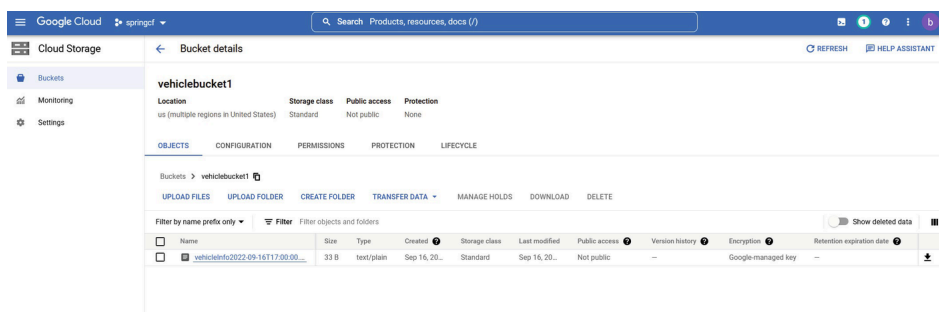 Google Cloud springcf Search Products, resources, docs (/) 1 b
Cloud Storage Bucket details REFRESH HELP ASSISTANT
Buckets
Monitoring
Settings
vehiclebucket1
Location Storage class Public access Protection
us (multiple regions in United States) Standard Not public None
OBJECTS CONFIGURATION PERMISSIONS PROTECTION LIFECYCLE
Buckets > vehiclebucket1
UPLOAD FILES UPLOAD FOLDER CREATE FOLDER TRANSFER DATA MANAGE HOLDS DOWNLOAD DELETE
Filter by name prefix only Filter Filter objects and folders Show deleted data
Name Size Type Created Storage class Last modified Public access Version history Encryption Retention expiration date
vehicleInfo2022-09-16T17:00:00.... 33 B text/plain Sep 16, 20... Standard Sep 16, 20... Not public — Google-managed key —